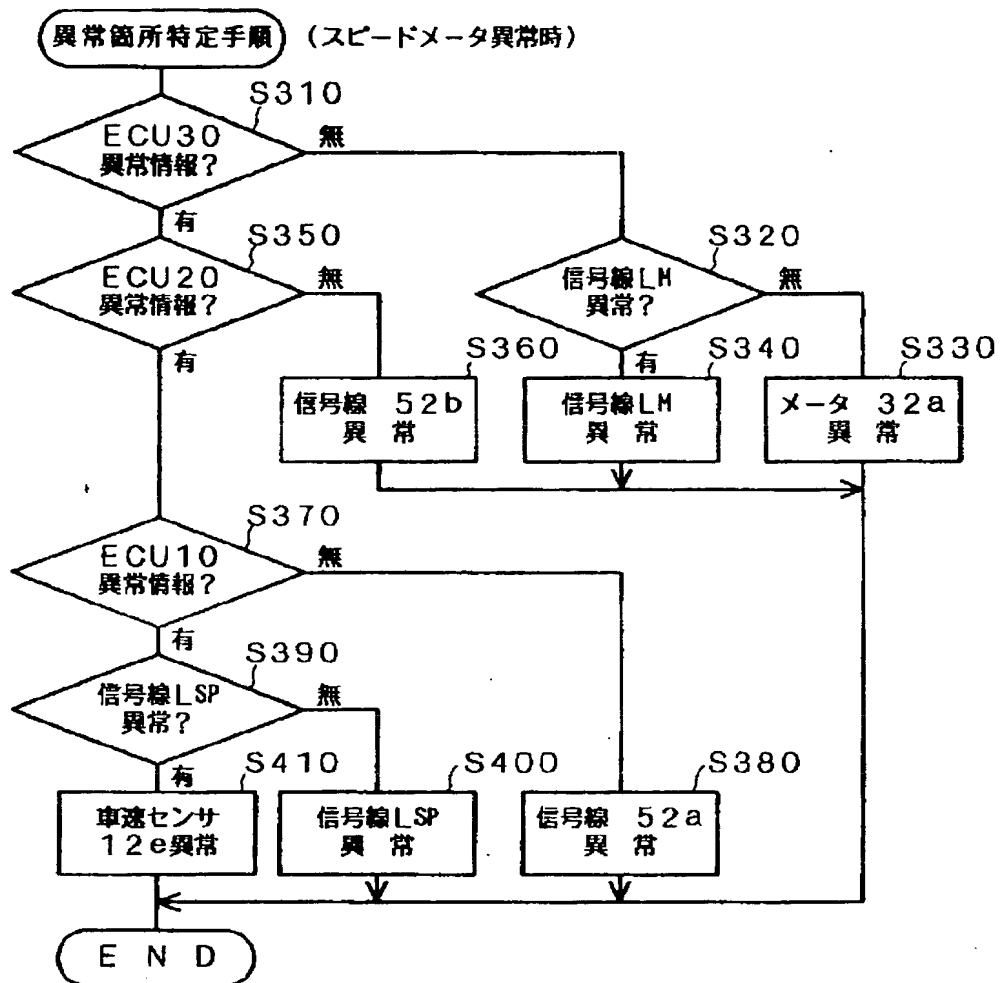 異常箇所特定手順 (スピードメータ異常時)
S310
ECU30
異常情報?
無
有
S350
ECU20
異常情報?
無
有
S320
信号線LM
異常?
無
有
S360
信号線 52b
異 常
S340
信号線LM
異 常
S330
メータ 32a
異 常
S370
ECU10
異常情報?
無
有
S390
信号線LSP
異常?
無
有
S410
車速センサ
12e異常
S400
信号線LSP
異 常
S380
信号線 52a
異 常
END